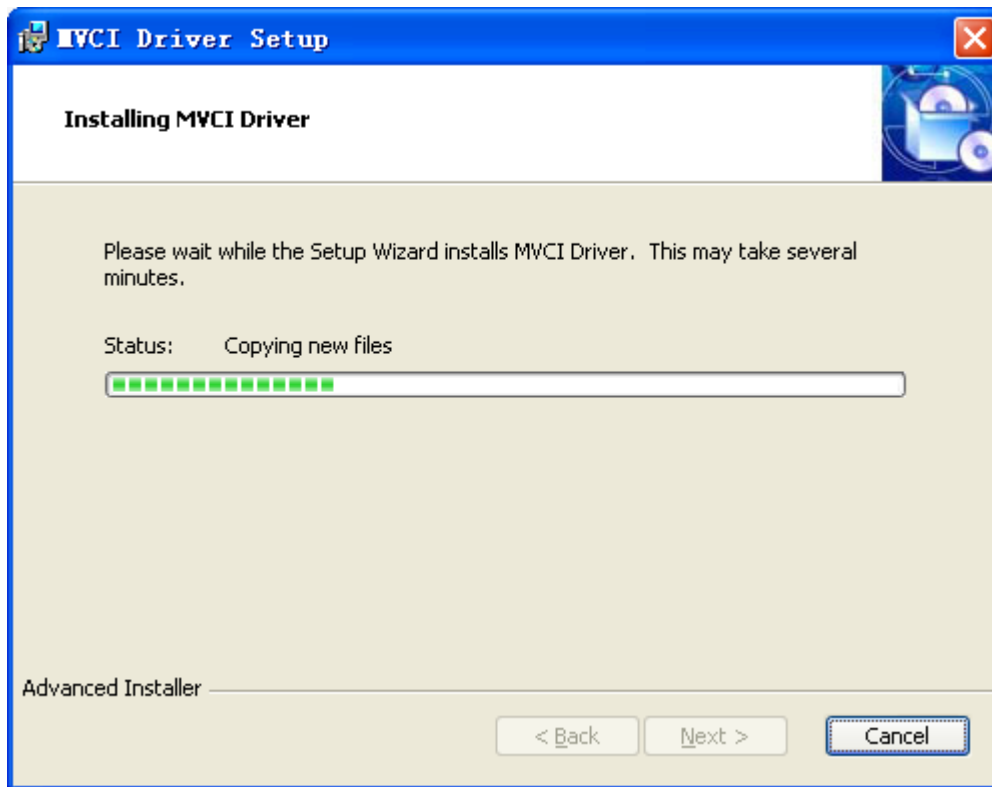 MVCI Driver Setup
Installing MVCI Driver
Please wait while the Setup Wizard installs MVCI Driver.  This may take several
minutes.
Status: Copying new files
Advanced Installer
< Back Next > Cancel